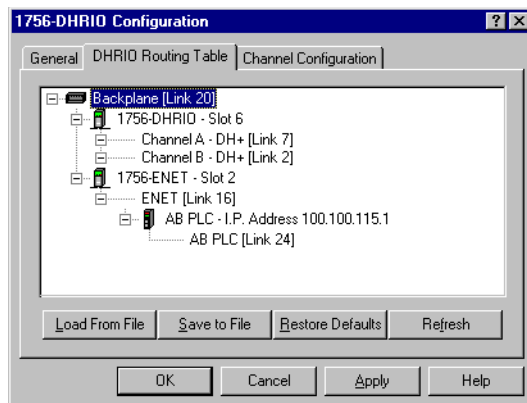 1756-DHRIO Configuration
General
DHRIO Routing Table
Channel Configuration
Backplane [Link 20]
1756-DHRIO - Slot 6
Channel A - DH+ [Link 7]
Channel B - DH+ [Link 2]
1756-ENET - Slot 2
ENET [Link 16]
AB PLC - I.P. Address 100.100.115.1
AB PLC [Link 24]
Load From File
Save to File
Restore Defaults
Refresh
OK
Cancel
Apply
Help